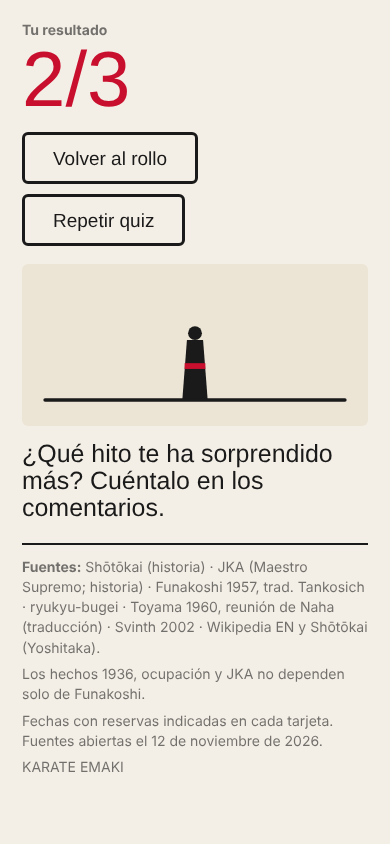 Tu resultado
2/3
Volver al rollo
Repetir quiz
¿Qué hito te ha sorprendido
más? Cuéntalo en los
comentarios.
Fuentes: Shōtōkai (historia) · JKA (Maestro
Supremo; historia) · Funakoshi 1957, trad. Tankosich
· ryukyu-bugei · Toyama 1960, reunión de Naha
(traducción) · Svinth 2002 · Wikipedia EN y Shōtōkai
(Yoshitaka).
Los hechos 1936, ocupación y JKA no dependen
solo de Funakoshi.
Fechas con reservas indicadas en cada tarjeta.
Fuentes abiertas el 12 de noviembre de 2026.
KARATE EMAKI